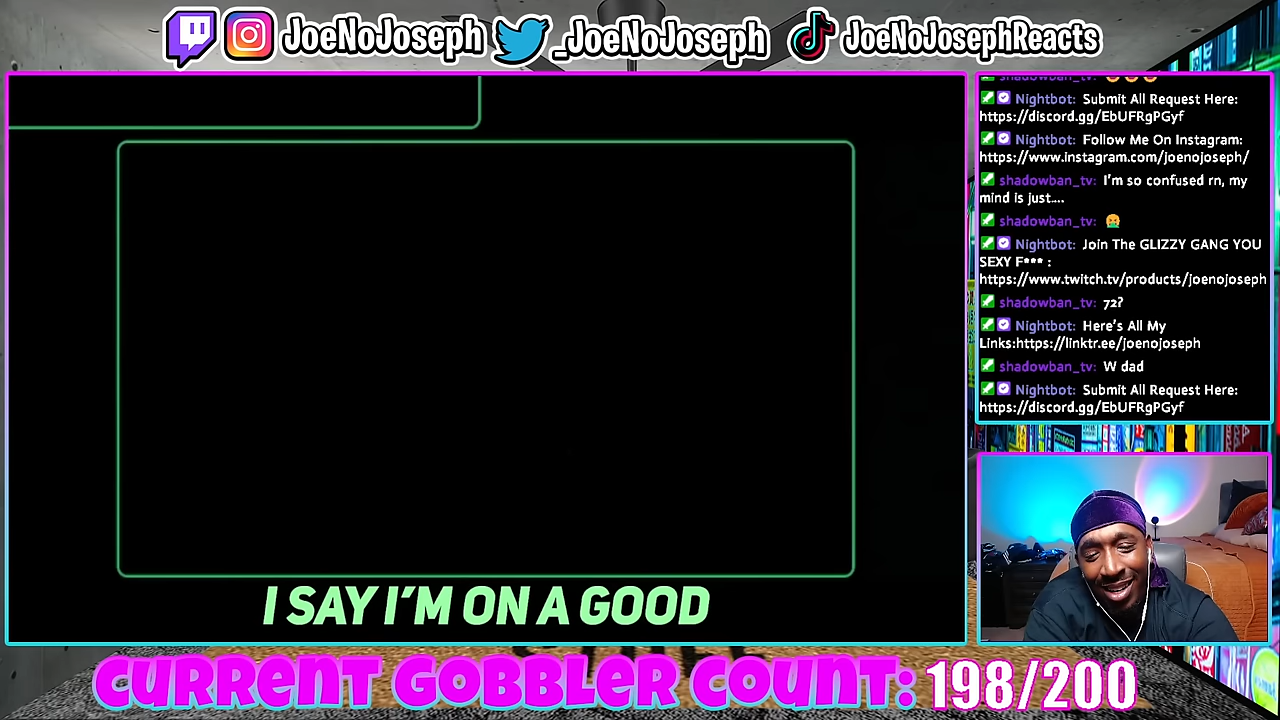 JoeNoJoseph _JoeNoJoseph JoeNoJosephReacts
shadowban_tv:
Nightbot: Submit All Request Here:
https://discord.gg/EbUFRgPGyf
Nightbot: Follow Me On Instagram:
https://www.instagram.com/joenojoseph/
shadowban_tv: I'm so confused rn, my
mind is just....
shadowban_tv:
Nightbot: Join The GLIZZY GANG YOU
SEXY F*** :
https://www.twitch.tv/products/joenojoseph
shadowban_tv: 72?
Nightbot: Here's All My
Links:https://linktr.ee/joenojoseph
shadowban_tv: W dad
Nightbot: Submit All Request Here:
https://discord.gg/EbUFRgPGyf
I SAY I'M ON A GOOD
CURRENT GOBBLER COUNT: 198/200